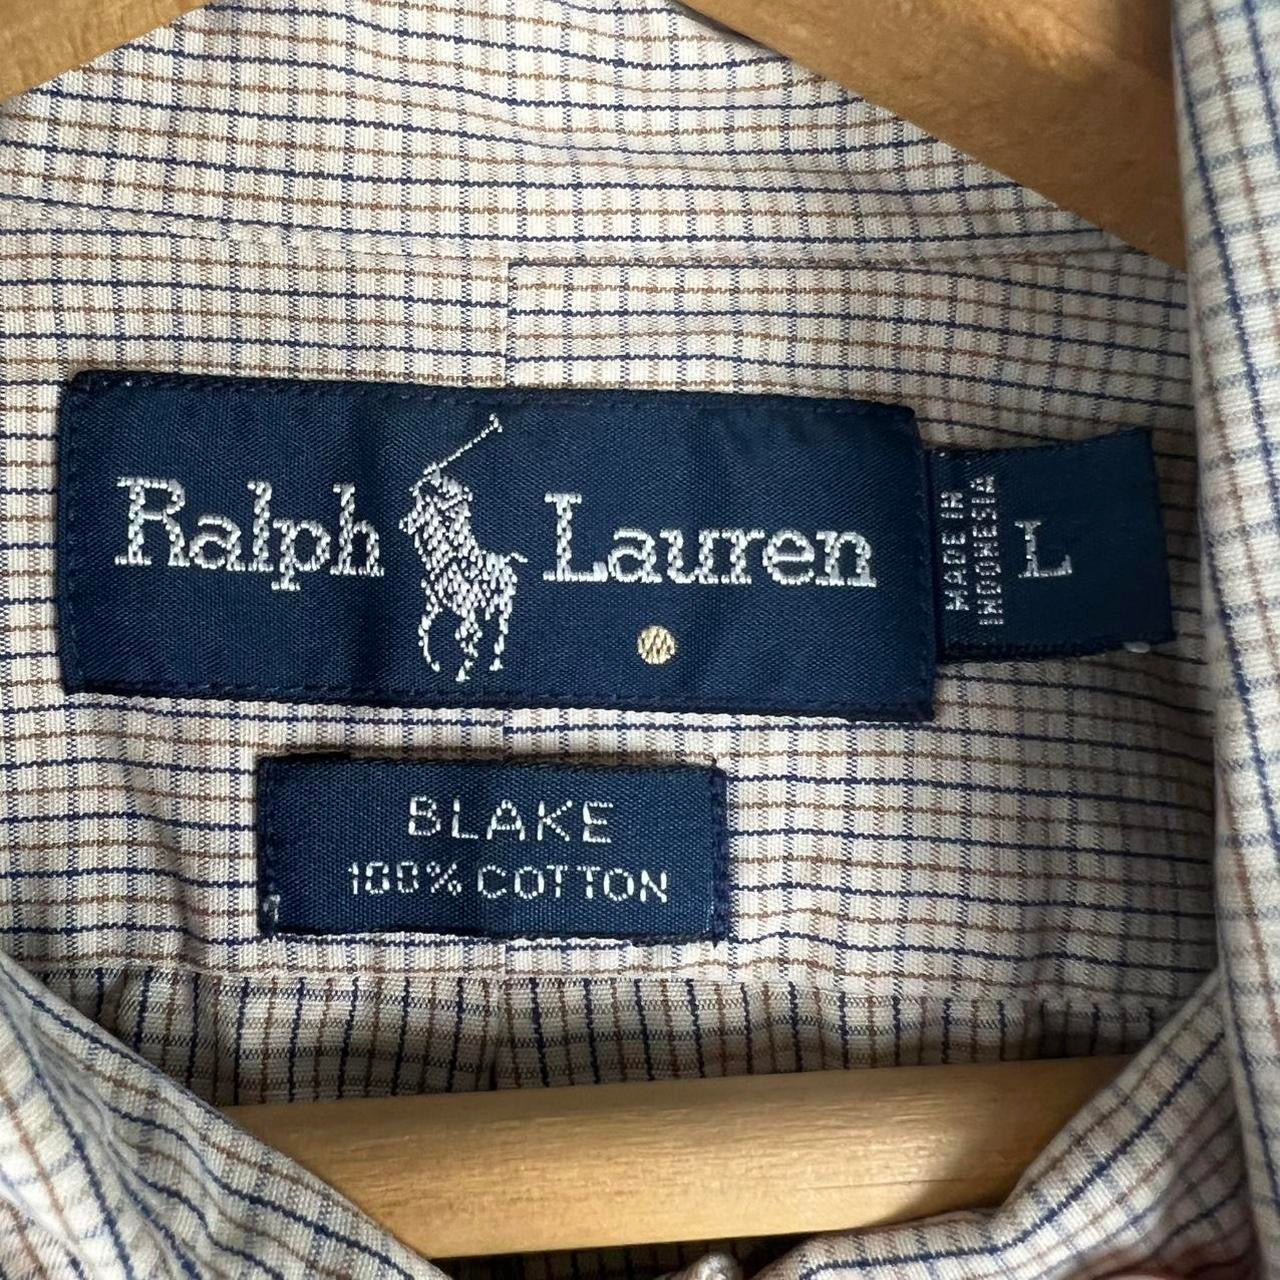 Ralph Lauren
MADE IN
INDONESIA
L
BLAKE
100% COTTON